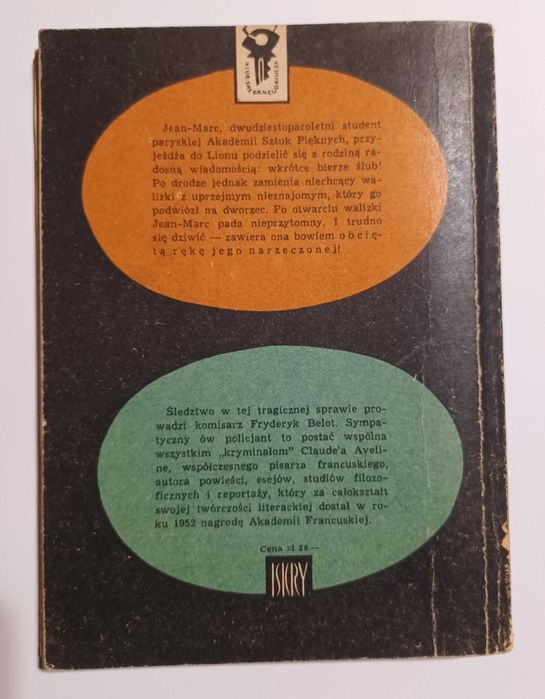 KLUB SREBRNEGO KLUCZA
Jean-Marc, dwudziestoparoletni student
paryskiej Akademii Sztuk Pięknych, przy-
jeżdża do Lionu podzielić się z rodziną ra-
dosną wiadomością: wkrótce bierze ślub!
Po drodze jednak zamienia niechcący wa-
lizki z uprzejmym nieznajomym, który go
podwiózł na dworzec. Po otwarciu walizki
Jean-Marc pada nieprzytomny. I trudno
się dziwić — zawiera ona bowiem obcię-
tą rękę jego narzeczonej!
Śledztwo w tej tragicznej sprawie pro-
wadzi komisarz Fryderyk Belot. Sympa-
tyczny ów policjant to postać wspólna
wszystkim „kryminałom" Claude'a Aveli-
ne, współczesnego pisarza francuskiego,
autora powieści, esejów, studiów filozo-
ficznych i reportaży, który za całokształt
swojej twórczości literackiej dostał w ro-
ku 1952 nagrodę Akademii Francuskiej.
Cena zł 20.—
ISKRY